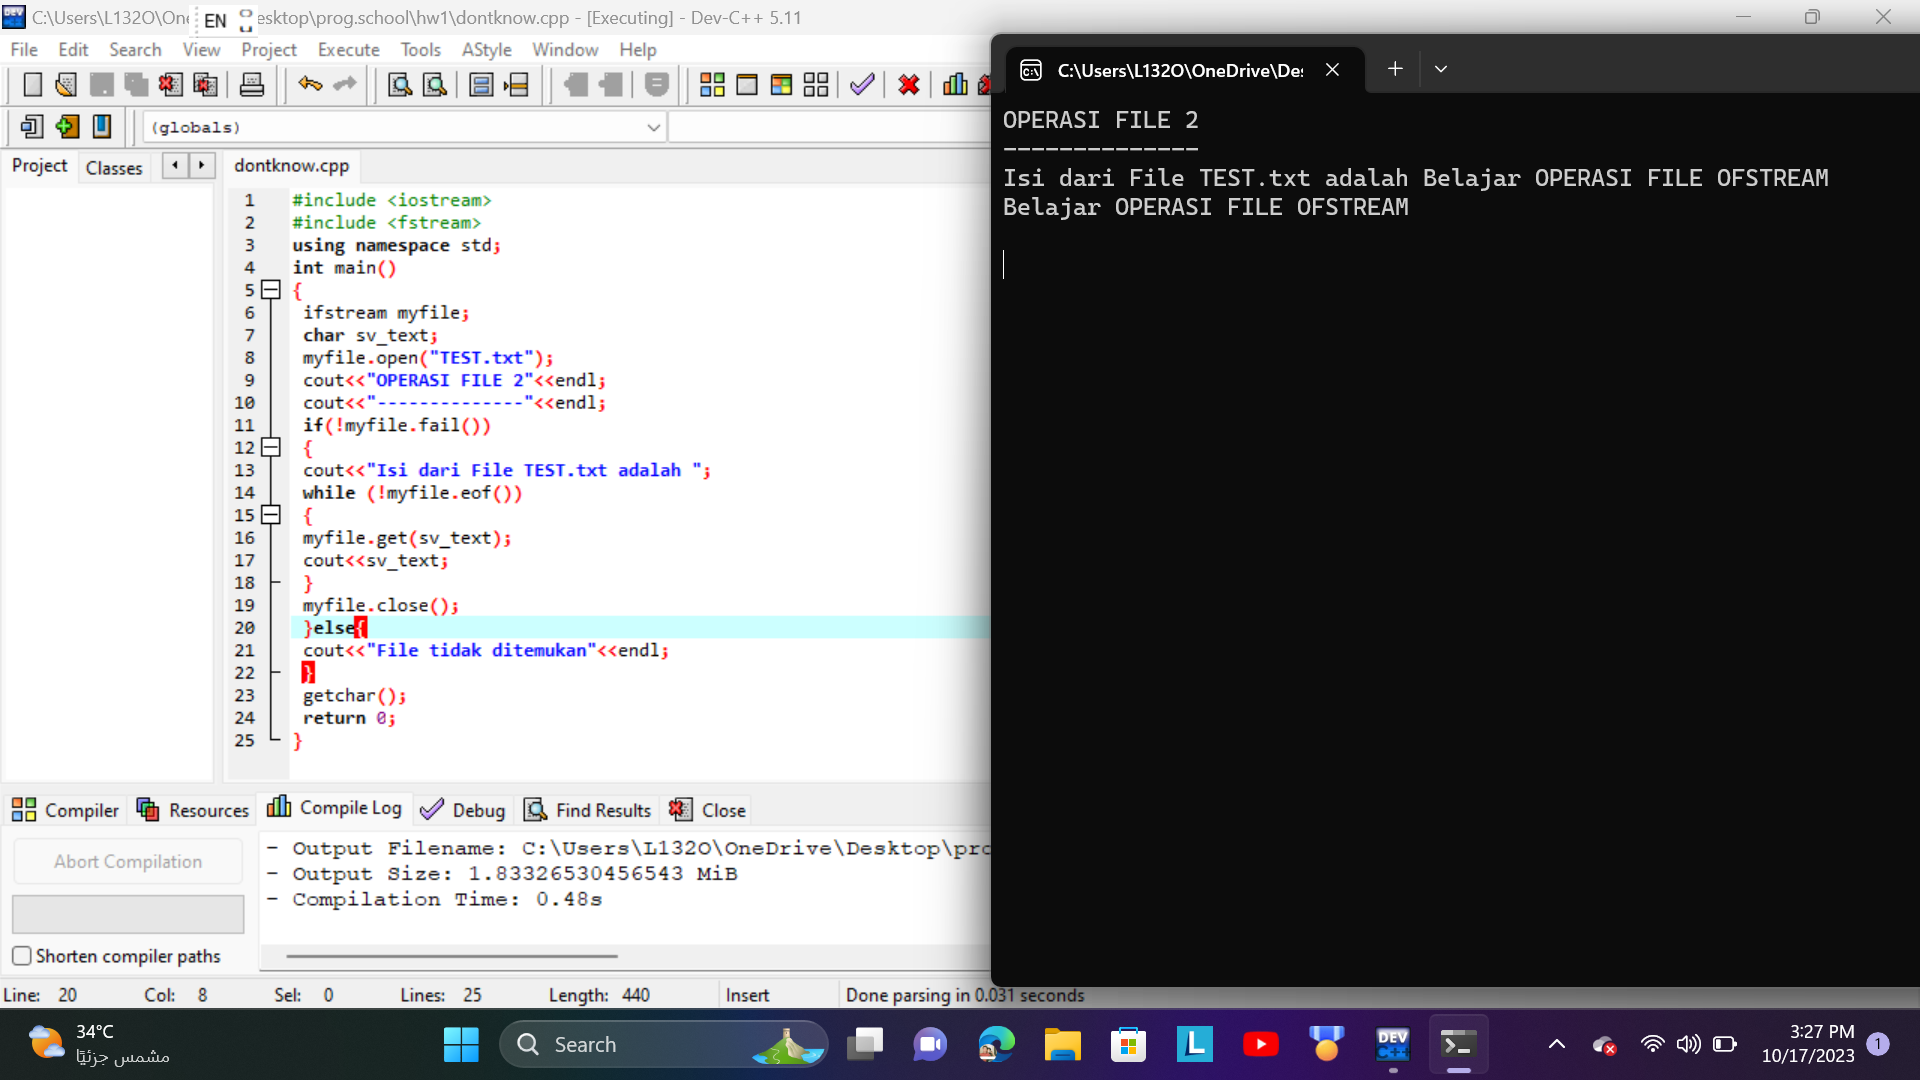 C:\Users\L132O\One
EN
esktop\prog.school\hw1\dontknow.cpp - [Executing] - Dev-C++ 5.11
File Edit Search View Project Execute Tools AStyle Window Help
(globals)
Project Classes
dontknow.cpp
1 #include <iostream>
2 #include <fstream>
3 using namespace std;
4 int main()
5 {
6 ifstream myfile;
7 char sv_text;
8 myfile.open("TEST.txt");
9 cout<<"OPERASI FILE 2"<<endl;
10 cout<<"--------------"<<endl;
11 if(!myfile.fail())
12 {
13 cout<<"Isi dari File TEST.txt adalah ";
14 while (!myfile.eof())
15 {
16 myfile.get(sv_text);
17 cout<<sv_text;
18 }
19 myfile.close();
20 }else{
21 cout<<"File tidak ditemukan"<<endl;
22 }
23 getchar();
24 return 0;
25 }
C:\Users\L132O\OneDrive\Des
OPERASI FILE 2
--------------
Isi dari File TEST.txt adalah Belajar OPERASI FILE OFSTREAM
Belajar OPERASI FILE OFSTREAM
Compiler Resources Compile Log Debug Find Results Close
Abort Compilation
Shorten compiler paths
- Output Filename: C:\Users\L132O\OneDrive\Desktop\pro
- Output Size: 1.83326530456543 MiB
- Compilation Time: 0.48s
Line: 20 Col: 8 Sel: 0 Lines: 25 Length: 440 Insert Done parsing in 0.031 seconds
34°C
مشمس جزئيًا
Search
DEV
C++
L
3:27 PM
10/17/2023
1